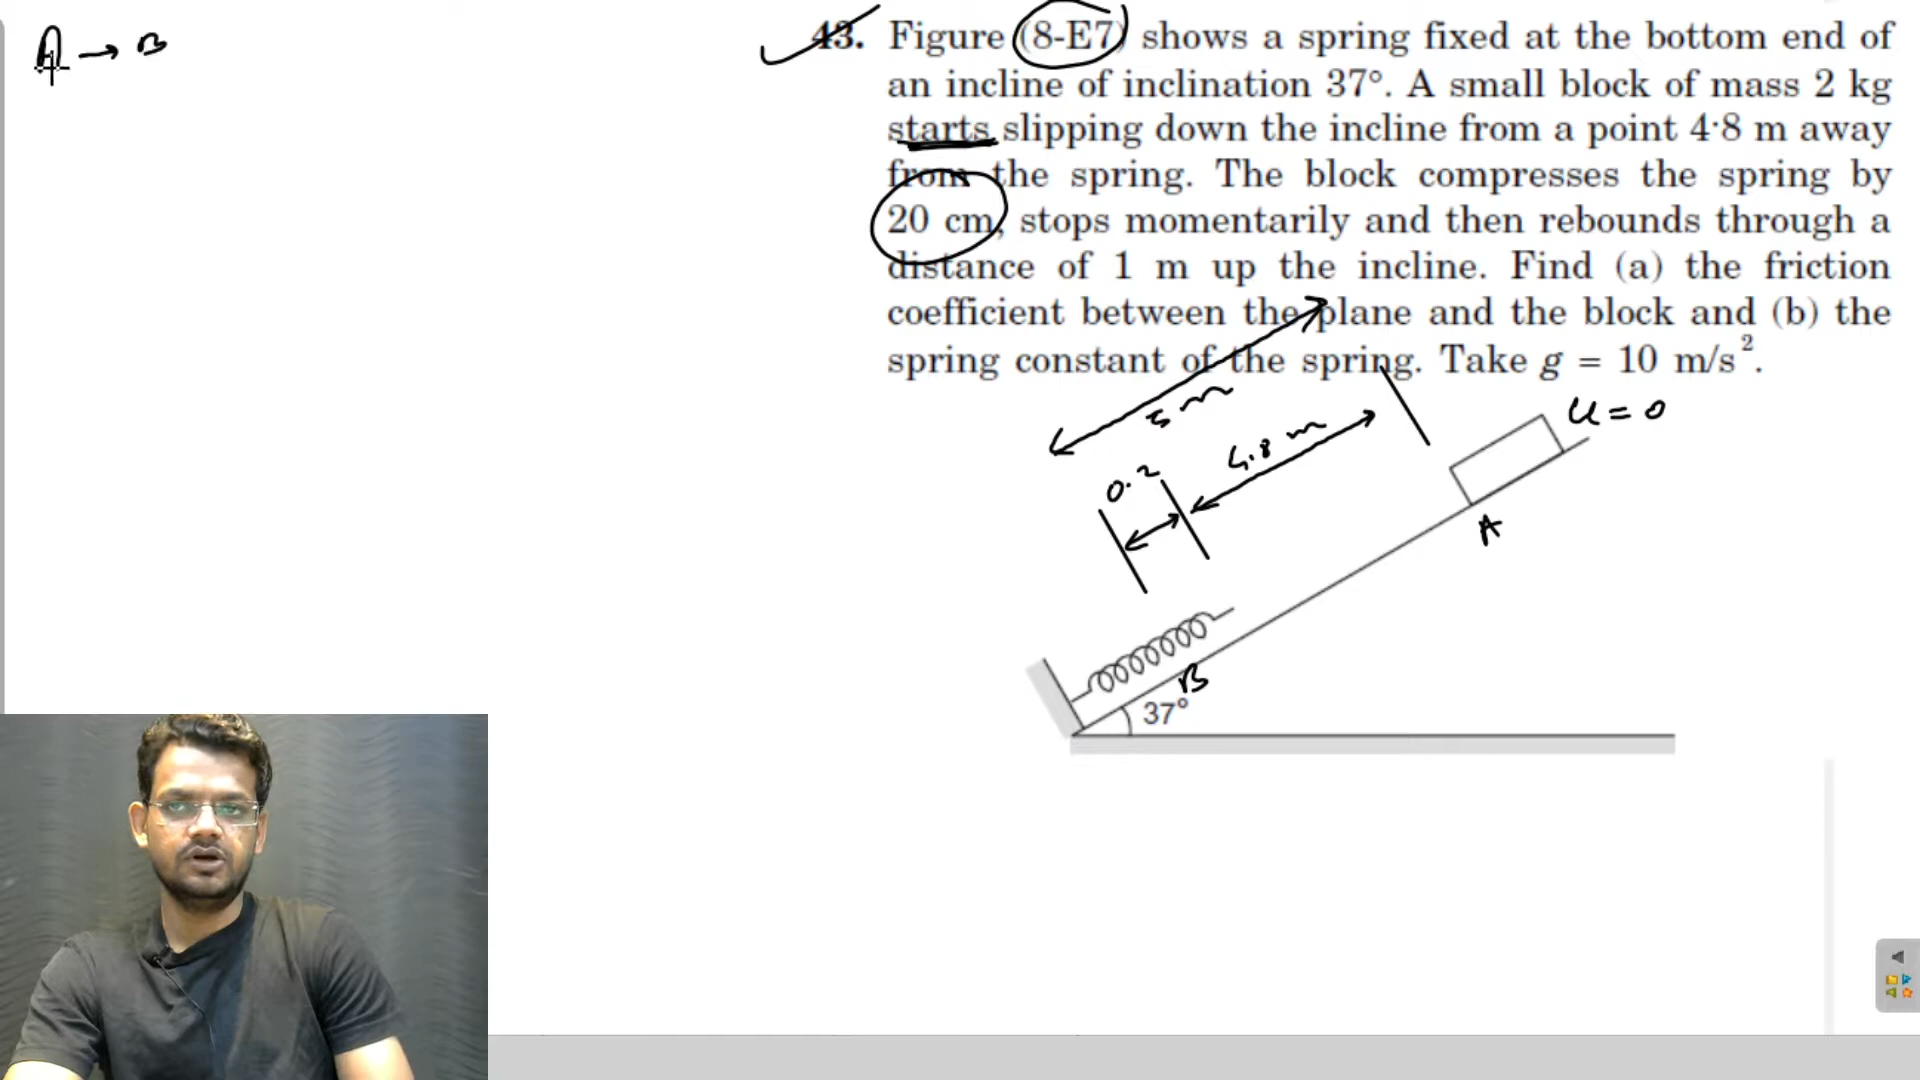 A → B
43. Figure (8-E7) shows a spring fixed at the bottom end of
an incline of inclination 37°. A small block of mass 2 kg
starts slipping down the incline from a point 4·8 m away
from the spring. The block compresses the spring by
20 cm, stops momentarily and then rebounds through a
distance of 1 m up the incline. Find (a) the friction
coefficient between the plane and the block and (b) the
spring constant of the spring. Take g = 10 m/s².
5 m
u = 0
4.8 m
0.2
A
B
37°